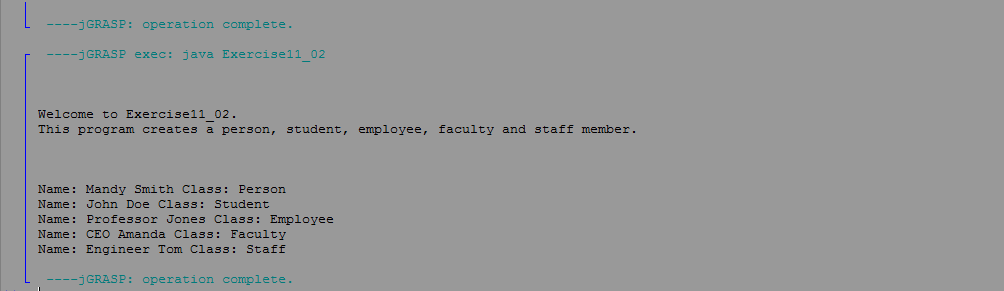 ----jGRASP: operation complete.
----jGRASP exec: java Exercise11_02
Welcome to Exercise11_02.
This program creates a person, student, employee, faculty and staff member.
Name: Mandy Smith Class: Person
Name: John Doe Class: Student
Name: Professor Jones Class: Employee
Name: CEO Amanda Class: Faculty
Name: Engineer Tom Class: Staff
----jGRASP: operation complete.